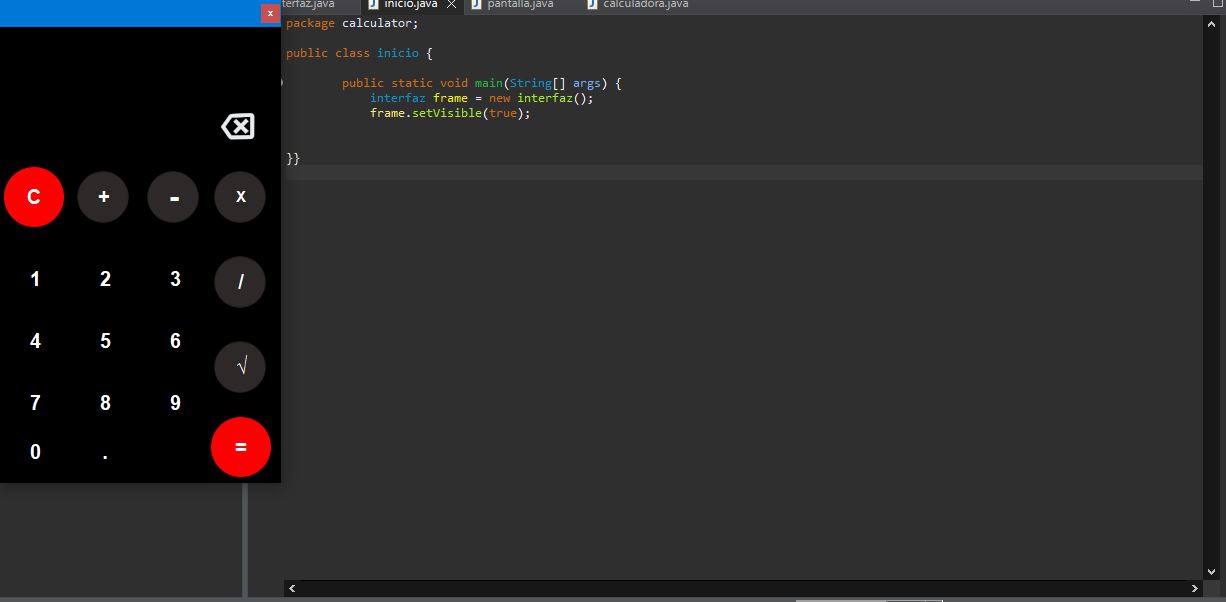 terfaz.java inicio.java pantalla.java calculadora.java
x
package calculator;
public class inicio {
public static void main(String[] args) {
interfaz frame = new interfaz();
frame.setVisible(true);
}}
C + - x
1 2 3 /
4 5 6 √
7 8 9
0 . =